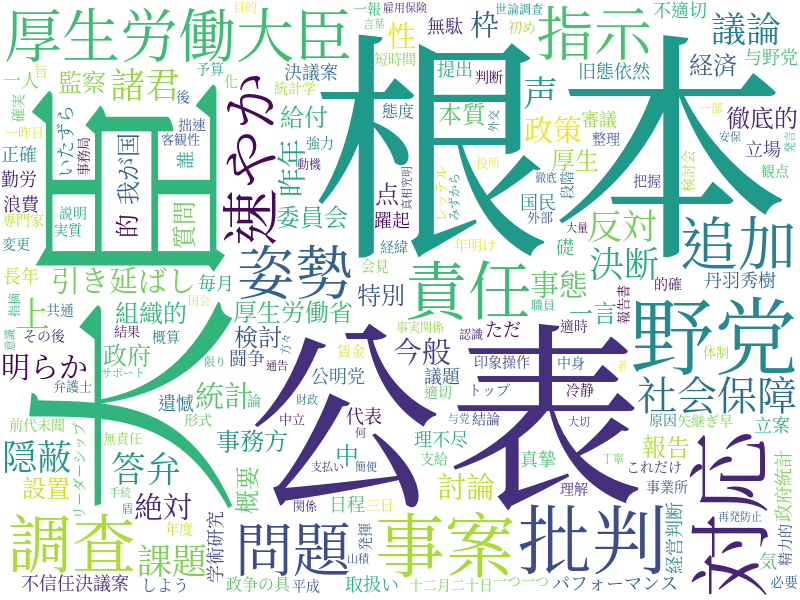 厚生労働大臣
一報
雇用保険
世論調査
目的
言葉
初め
無駄
枠
不適切
議論
旨
予算
化
性
短時間
指示
一人
監察
諸君
決議案
統計学
提出
判断
旧態依然
経済
与野党
確実
後
根本
声
一昨日
いたずら
拙速
速やか
給付
態度
本質
外交
政策
審議
徹底的
一部
安保
発言
正確
事務局
我が国
客観性
誰
強力
動機
整理
検討会
立場
勤労
早
昨年
役所
厚生
観点
浪費
専門家
説明
実質
的
質問
真相究明
レッテル
みずから
徹底
段階
把握
委員会
点
躍起
国民
外部
大量
変更
長年
引き延ばし
姿勢
経緯
年明け
責任
礎
反対
追加
決断
的確
毎月
会見
事態
職員
丹羽秀樹
上
組織的
厚生労働省
特別
一言
報告書
指摘
共通
国会
意識
その後
結果
概算
検討
事実関係
認識
ただ
適時
野党
明らか
政府
限り
方々
闘争
賃金
今般
者
体制
弁護士
サポート
公表
公明党
印象操作
中身
通告
議題
トップ
冷静
社会保障
遺憾
統計
論
財政
適切
前代未聞
形式
中立
代表
与党
結論
大切
原因
矢継ぎ早
立案
隠蔽
無責任
リーダーシップ
答弁
事務方
中
何
理不尽
報告
これだけ
設置
手続
絶対
概要
支払い
簡便
支給
真摯
丁寧
対応
政府統計
盾
日程
三日
討論
理解
事業所
調査
年度
学術研究
関係
問題
山積
発揮
事案
批判
経営判断
再発防止
気
精力的
課題
不信任決議案
しよう
政争の具
平成
取扱い
十二月二十日
一つ一つ
パフォーマンス
必要